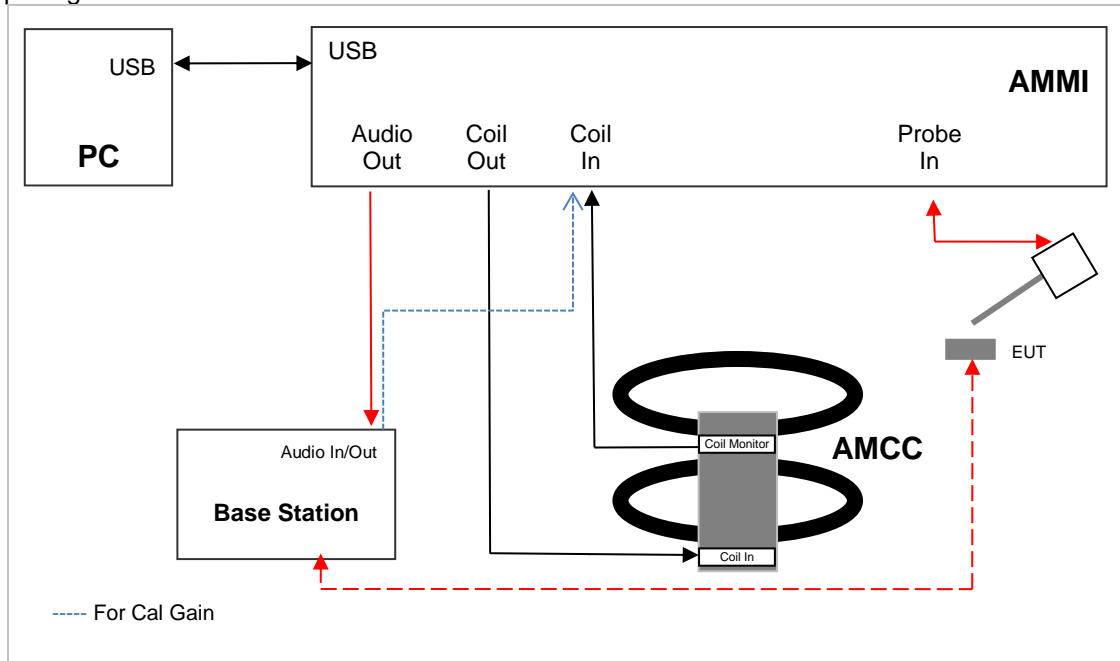 USB
PC
USB
AMMI
Audio
Out
Coil
Out
Coil
In
Probe
In
EUT
Coil Monitor
AMCC
Coil In
Audio In/Out
Base Station
For Cal Gain